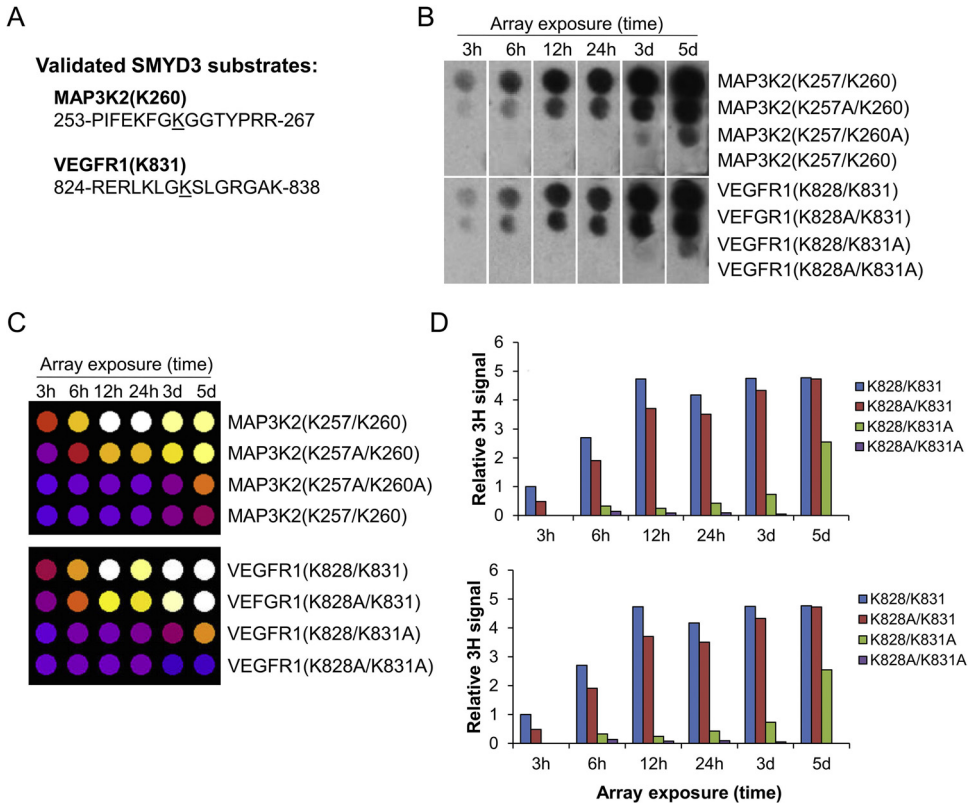 A
Validated SMYD3 substrates:
MAP3K2(K260)
253-PIFEKFGKGGTYPRR-267
VEGFR1(K831)
824-RERLKLGKSLGRGAK-838
B
Array exposure (time)
3h 6h 12h 24h 3d 5d
MAP3K2(K257/K260)
MAP3K2(K257A/K260)
MAP3K2(K257/K260A)
MAP3K2(K257/K260)
VEGFR1(K828/K831)
VEFGR1(K828A/K831)
VEGFR1(K828/K831A)
VEGFR1(K828A/K831A)
C
Array exposure (time)
3h 6h 12h 24h 3d 5d
MAP3K2(K257/K260)
MAP3K2(K257A/K260)
MAP3K2(K257A/K260A)
MAP3K2(K257/K260)
VEGFR1(K828/K831)
VEFGR1(K828A/K831)
VEGFR1(K828/K831A)
VEGFR1(K828A/K831A)
D
Relative 3H signal
6
5
4
3
2
1
0
3h 6h 12h 24h 3d 5d
K828/K831
K828A/K831
K828/K831A
K828A/K831A
Relative 3H signal
6
5
4
3
2
1
0
3h 6h 12h 24h 3d 5d
K828/K831
K828A/K831
K828/K831A
K828A/K831A
Array exposure (time)